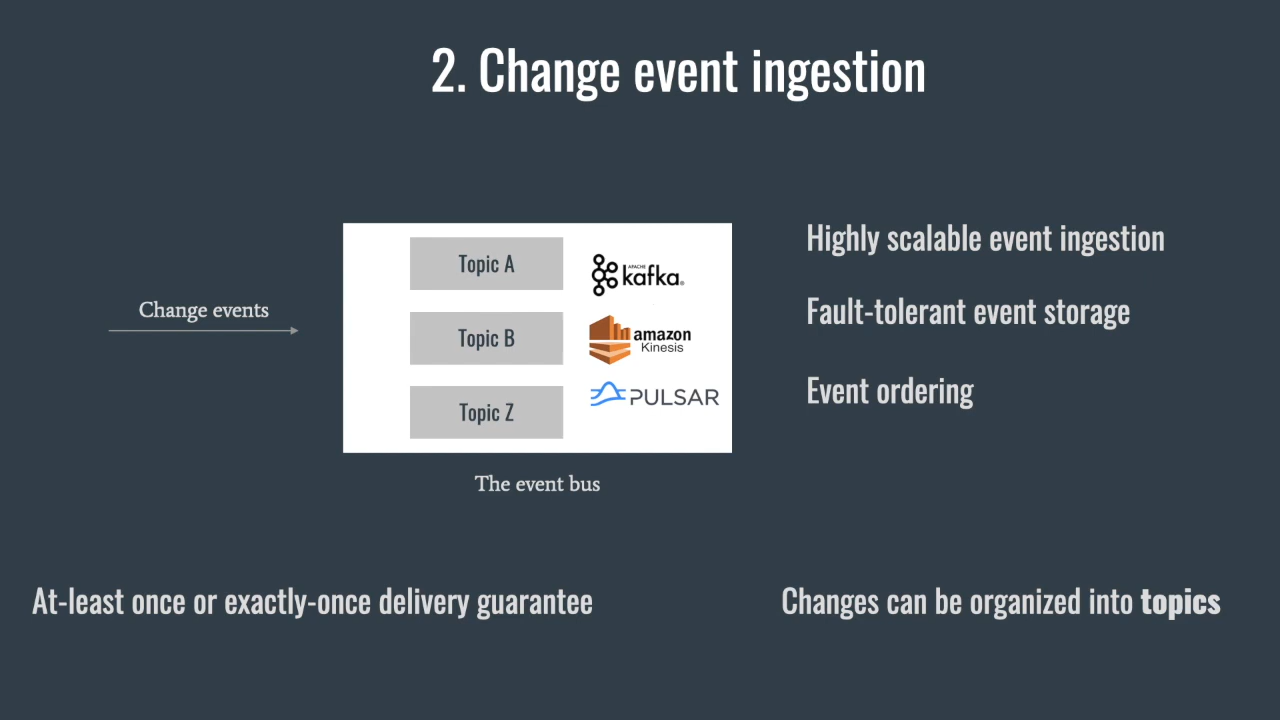 2. Change event ingestion
Change events
Topic A
Topic B
Topic Z
APACHE
kafka®
amazon
Kinesis
PULSAR
The event bus
Highly scalable event ingestion
Fault-tolerant event storage
Event ordering
At-least once or exactly-once delivery guarantee
Changes can be organized into topics